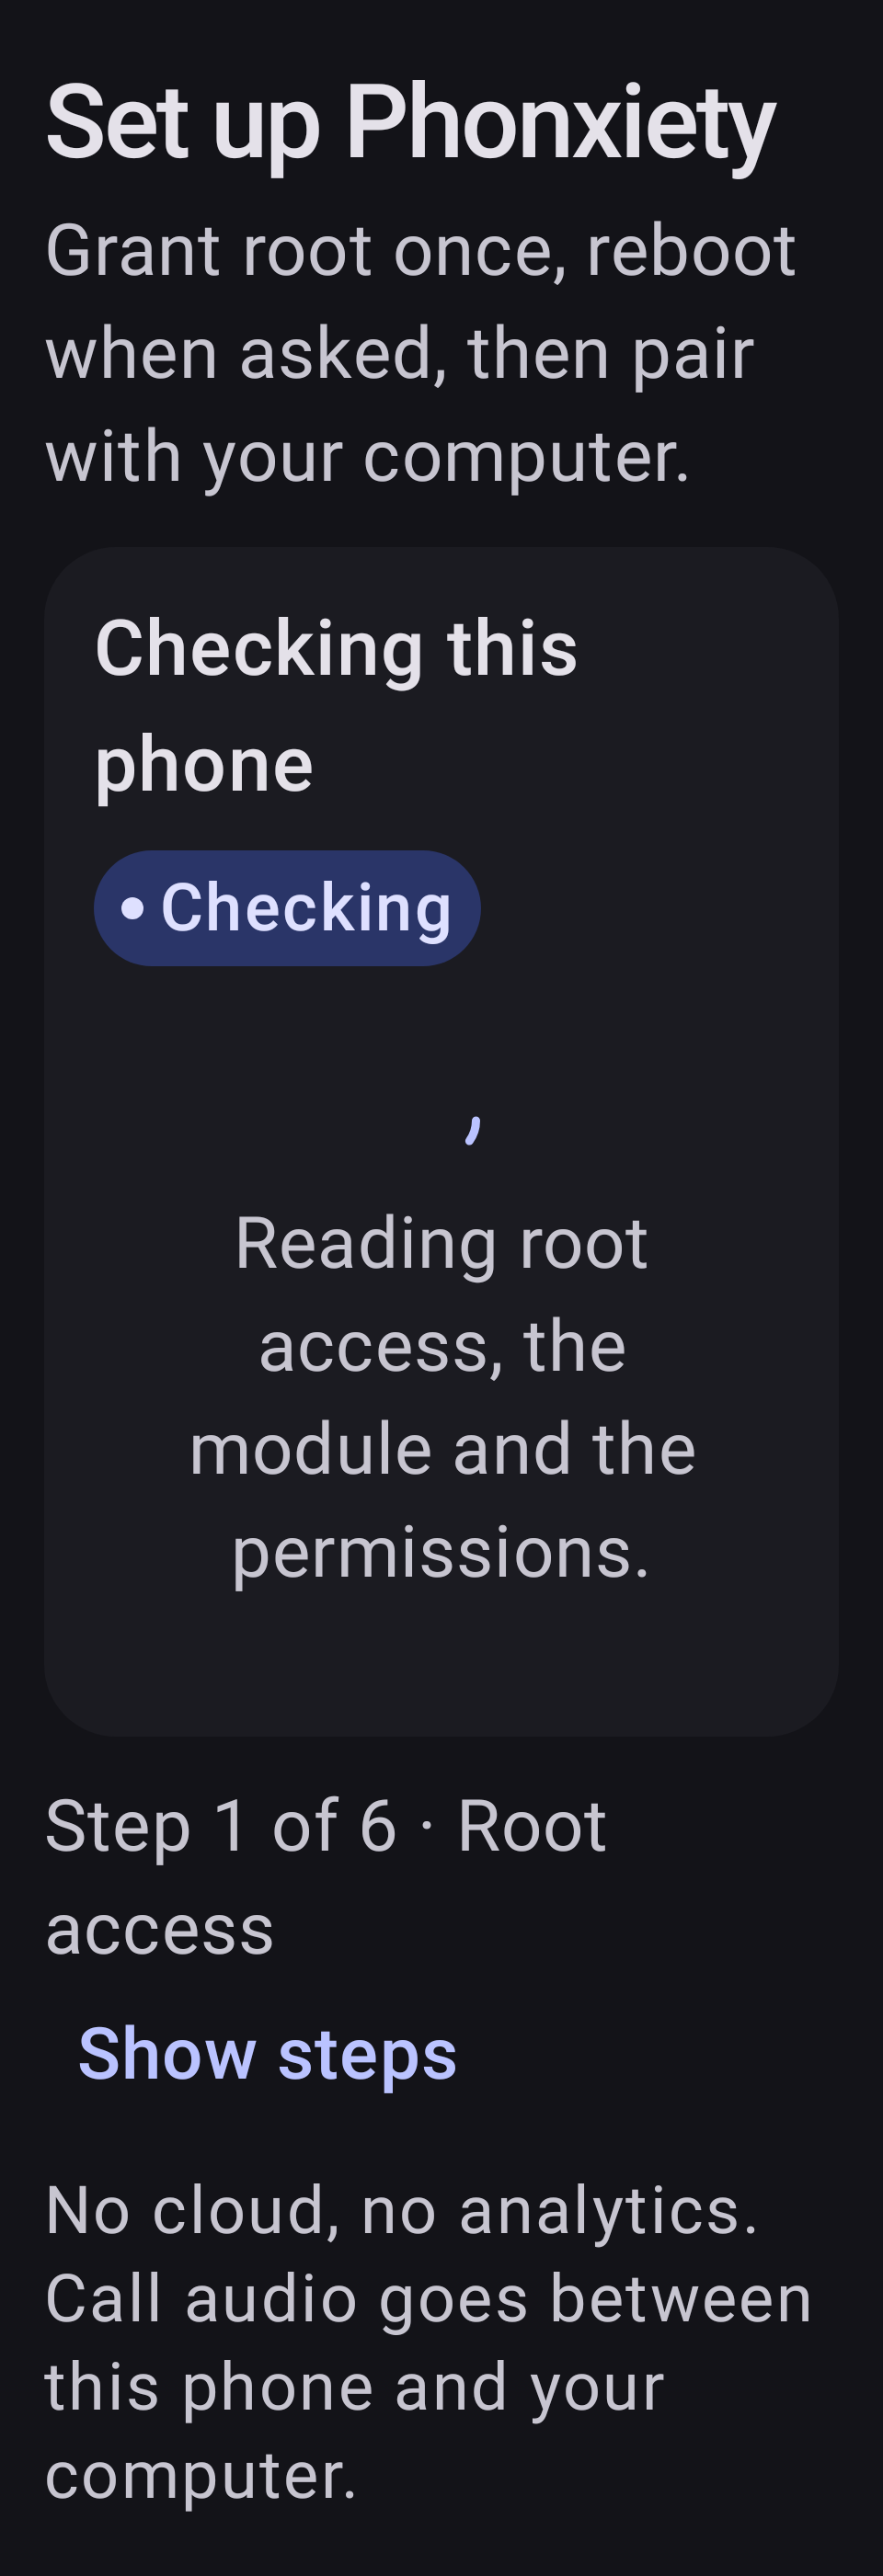 Set up Phonxiety
Grant root once, reboot
when asked, then pair
with your computer.
Checking this
phone
• Checking
Reading root
access, the
module and the
permissions.
Step 1 of 6 · Root
access
Show steps
No cloud, no analytics.
Call audio goes between
this phone and your
computer.